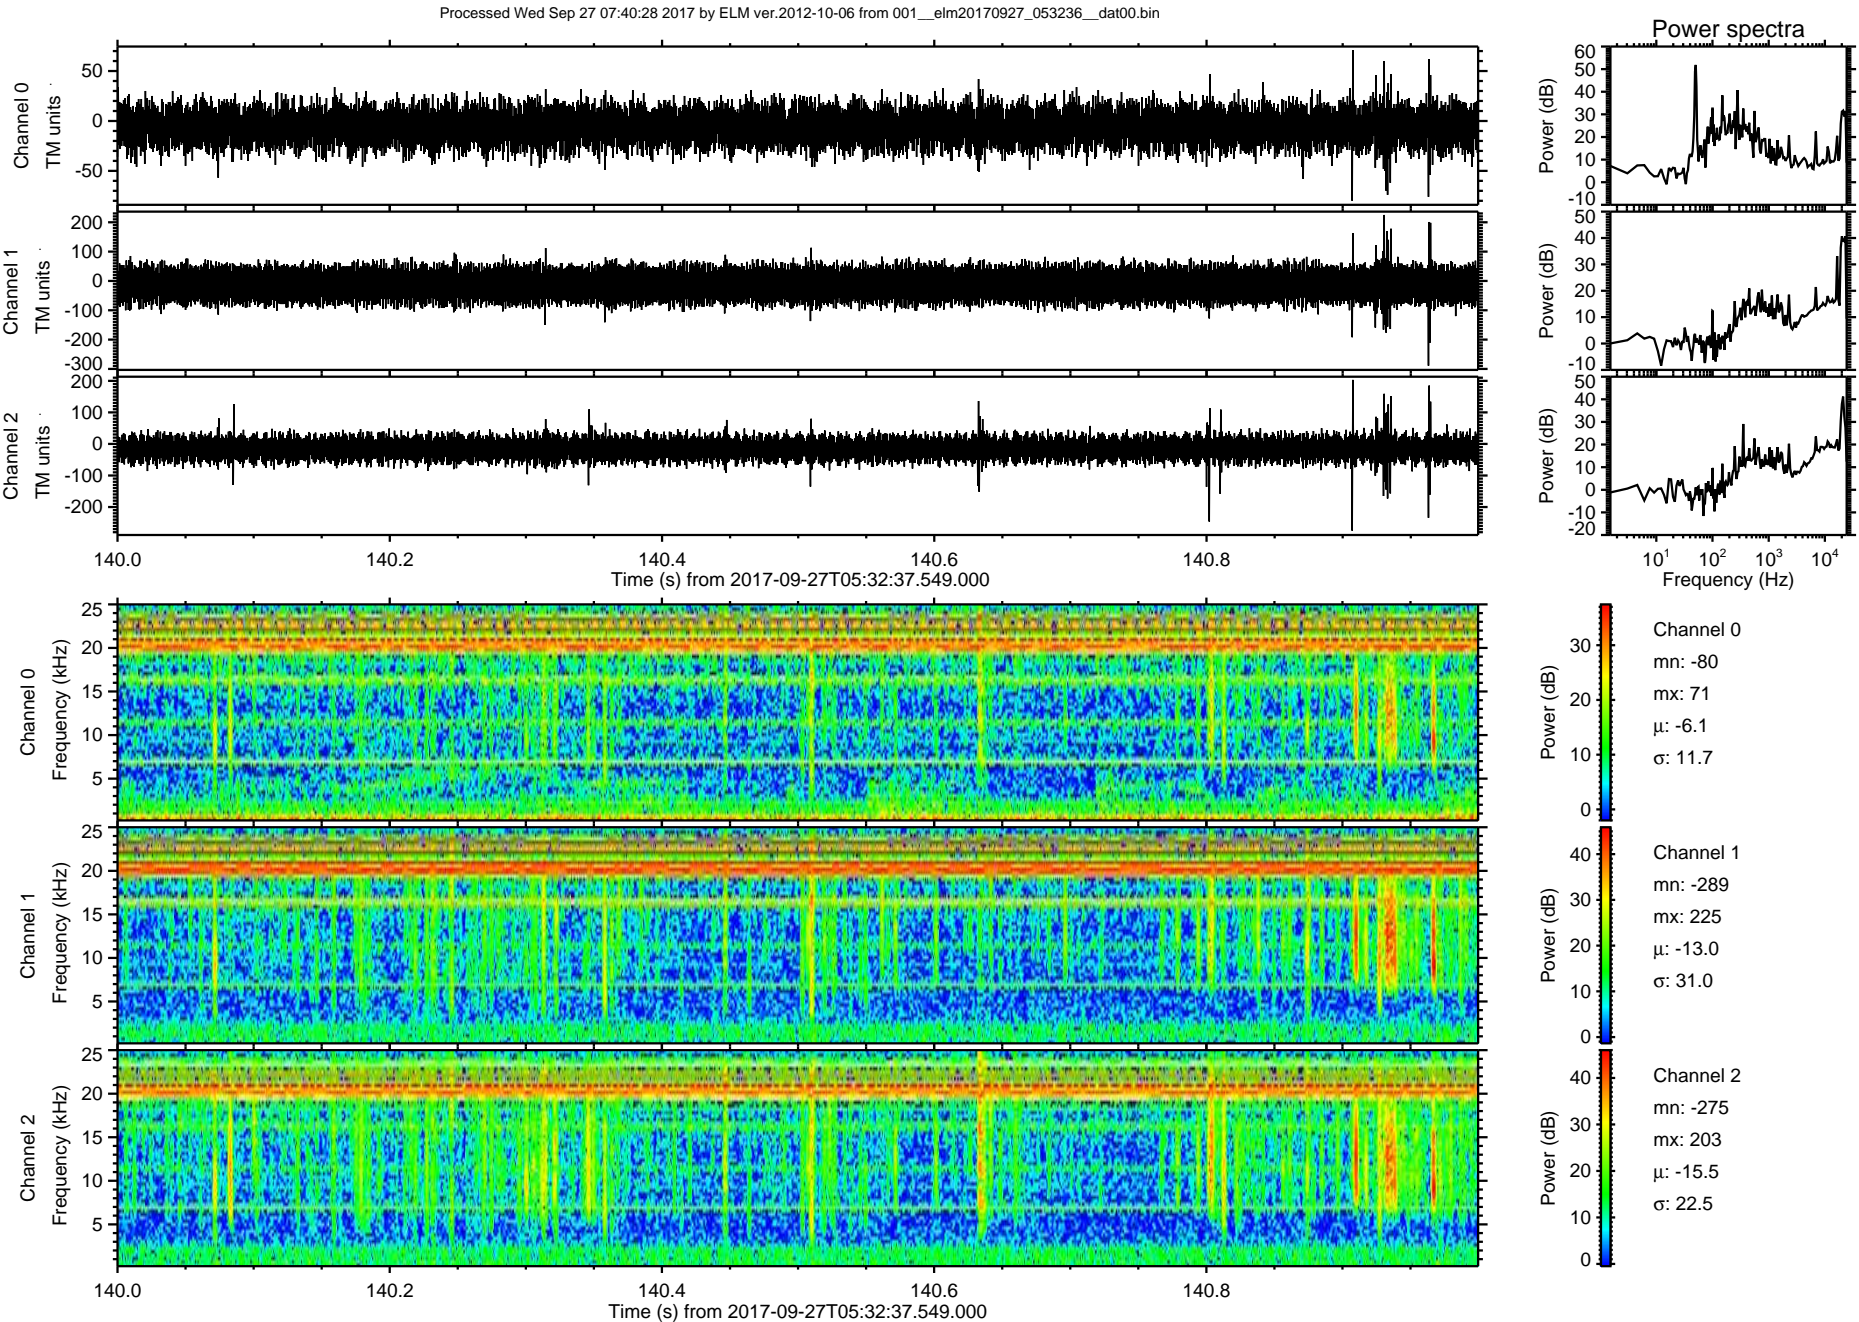 Processed Wed Sep 27 07:40:28 2017 by ELM ver.2012-10-06 from 001__elm20170927_053236__dat00.bin
Power spectra
Channel 0
TM units
50
0
-50
Power (dB)
60
50
40
30
20
10
0
-10
Channel 1
TM units
200
100
0
-100
-200
-300
Power (dB)
50
40
30
20
10
0
-10
Channel 2
TM units
200
100
0
-100
-200
Power (dB)
50
40
30
20
10
0
-10
-20
140.0 140.2 140.4 140.6 140.8
Time (s) from 2017-09-27T05:32:37.549.000
10^1 10^2 10^3 10^4
Frequency (Hz)
Channel 0
Frequency (kHz)
25
20
15
10
5
Power (dB)
30
20
10
0
Channel 0
mn: -80
mx: 71
μ: -6.1
σ: 11.7
Channel 1
Frequency (kHz)
25
20
15
10
5
Power (dB)
40
30
20
10
0
Channel 1
mn: -289
mx: 225
μ: -13.0
σ: 31.0
Channel 2
Frequency (kHz)
25
20
15
10
5
Power (dB)
40
30
20
10
0
Channel 2
mn: -275
mx: 203
μ: -15.5
σ: 22.5
140.0 140.2 140.4 140.6 140.8
Time (s) from 2017-09-27T05:32:37.549.000